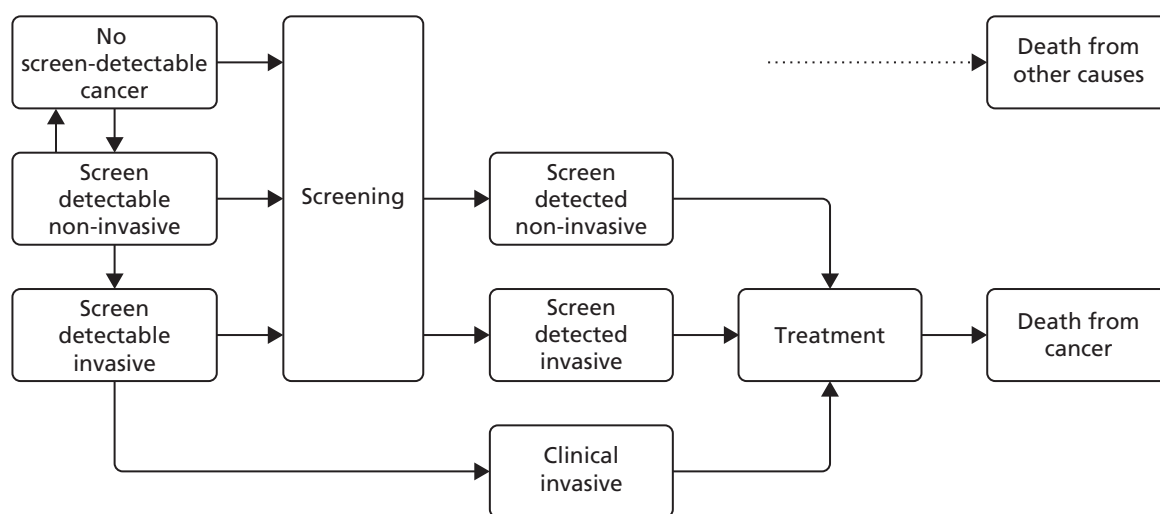 No
screen-detectable
cancer
Death from
other causes
Screen
detectable
non-invasive
Screening
Screen
detected
non-invasive
Screen
detectable
invasive
Screen
detected
invasive
Treatment
Death from
cancer
Clinical
invasive